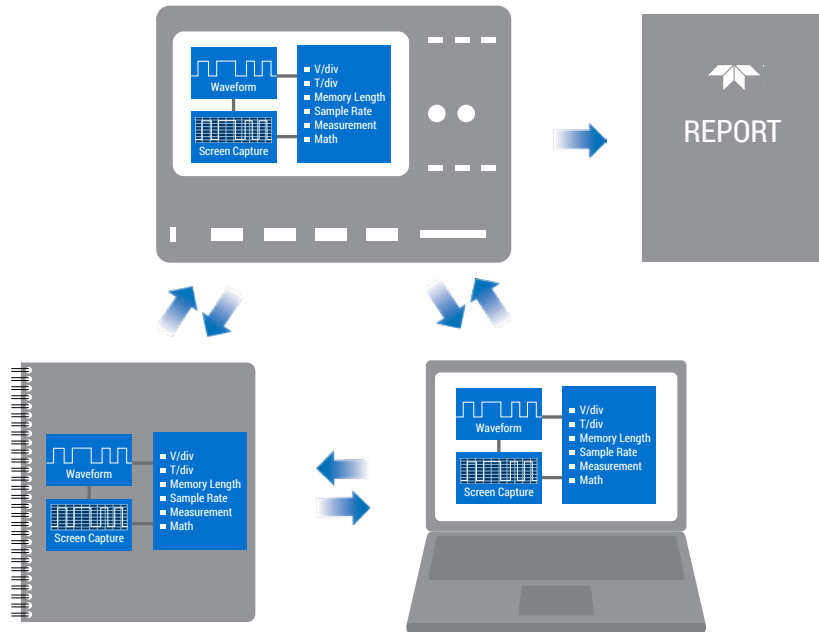 Waveform
Screen Capture
V/div
T/div
Memory Length
Sample Rate
Measurement
Math
REPORT
Waveform
Screen Capture
V/div
T/div
Memory Length
Sample Rate
Measurement
Math
Waveform
Screen Capture
V/div
T/div
Memory Length
Sample Rate
Measurement
Math